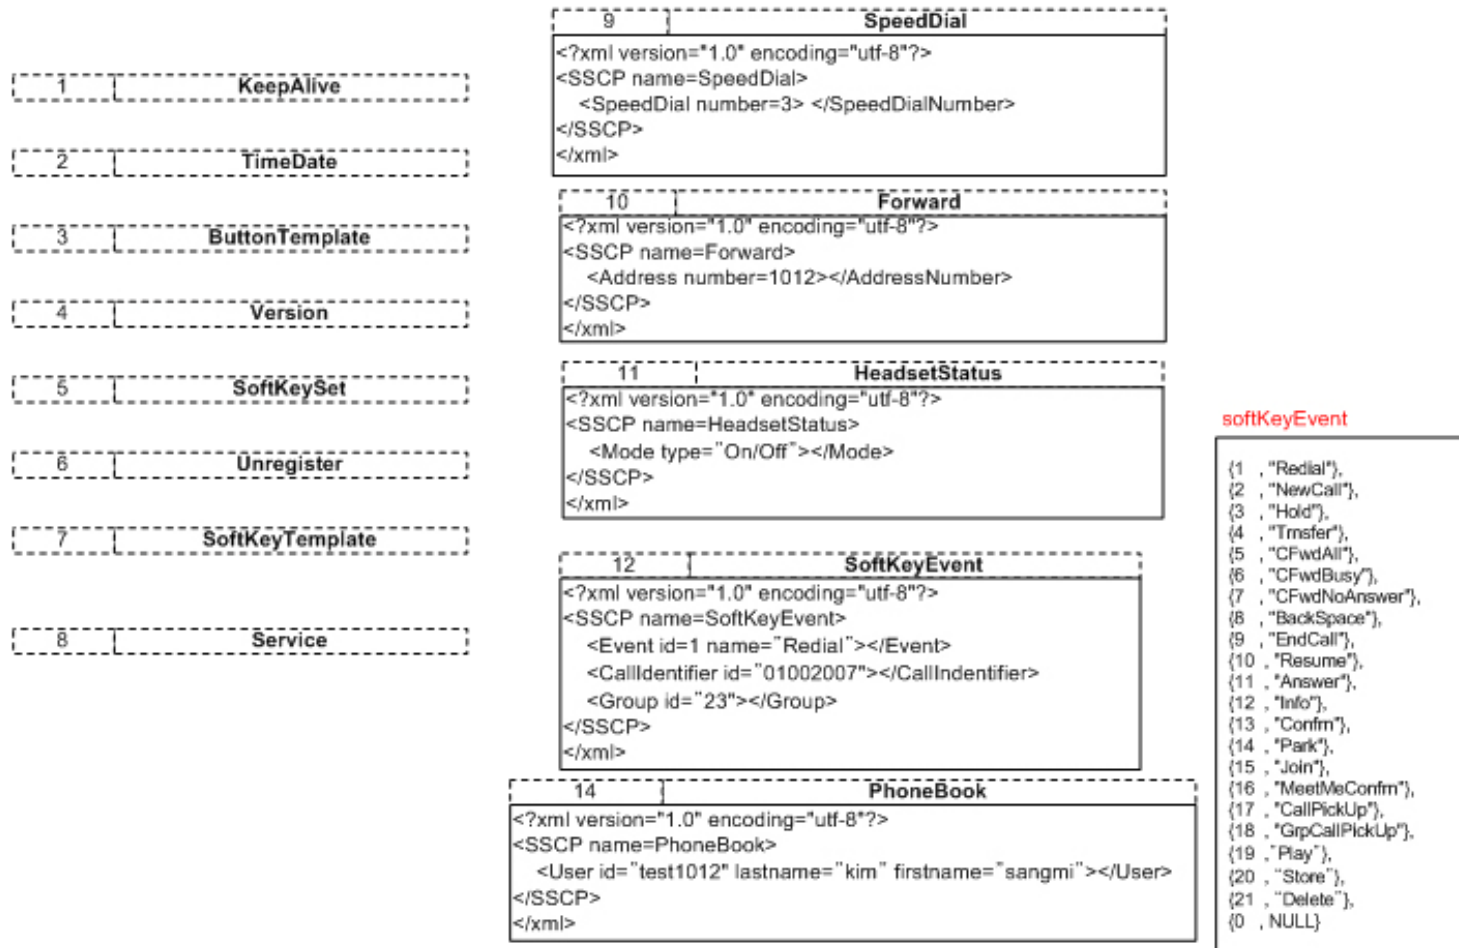 1 KeepAlive
2 TimeDate
3 ButtonTemplate
4 Version
5 SoftKeySet
6 Unregister
7 SoftKeyTemplate
8 Service
9 SpeedDial
<?xml version="1.0" encoding="utf-8"?>
<SSCP name=SpeedDial>
<SpeedDial number=3> </SpeedDialNumber>
</SSCP>
</xml>
10 Forward
<?xml version="1.0" encoding="utf-8"?>
<SSCP name=Forward>
<Address number=1012></AddressNumber>
</SSCP>
</xml>
11 HeadsetStatus
<?xml version="1.0" encoding="utf-8"?>
<SSCP name=HeadsetStatus>
<Mode type="On/Off"></Mode>
</SSCP>
</xml>
12 SoftKeyEvent
<?xml version="1.0" encoding="utf-8"?>
<SSCP name=SoftKeyEvent>
<Event id=1 name="Redial"></Event>
<CallIdentifier id="01002007"></CallIndentifier>
<Group id="23"></Group>
</SSCP>
</xml>
14 PhoneBook
<?xml version="1.0" encoding="utf-8"?>
<SSCP name=PhoneBook>
<User id="test1012" lastname="kim" firstname="sangmi"></User>
</SSCP>
</xml>
softKeyEvent
{1 , "Redial"},
{2 , "NewCall"},
{3 , "Hold"},
{4 , "Trnsfer"},
{5 , "CFwdAll"},
{6 , "CFwdBusy"},
{7 , "CFwdNoAnswer"},
{8 , "BackSpace"},
{9 , "EndCall"},
{10 , "Resume"},
{11 , "Answer"},
{12 , "Info"},
{13 , "Confrn"},
{14 , "Park"},
{15 , "Join"},
{16 , "MeetMeConfrn"},
{17 , "CallPickUp"},
{18 , "GrpCallPickUp"},
{19 , "Play"},
{20 , "Store"},
{21 , "Delete"},
{0 , NULL}